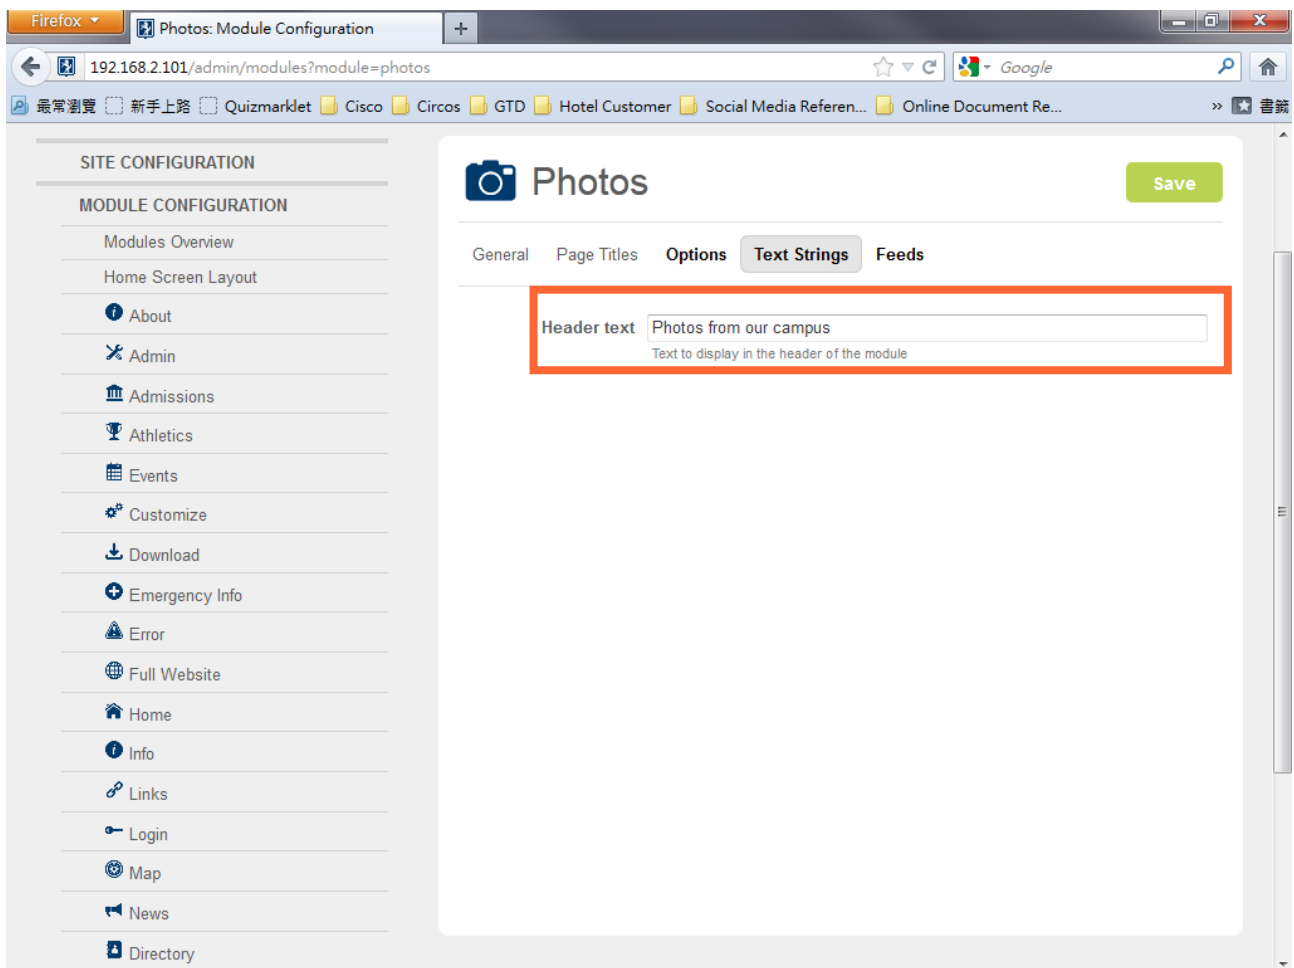 Firefox
Photos: Module Configuration
192.168.2.101/admin/modules?module=photos
Google
最常瀏覽 新手上路 Quizmarklet Cisco Circos GTD Hotel Customer Social Media Referen... Online Document Re... » 書籤
SITE CONFIGURATION
MODULE CONFIGURATION
Modules Overview
Home Screen Layout
About
Admin
Admissions
Athletics
Events
Customize
Download
Emergency Info
Error
Full Website
Home
Info
Links
Login
Map
News
Directory
Photos
Save
General Page Titles Options Text Strings Feeds
Header text Photos from our campus
Text to display in the header of the module